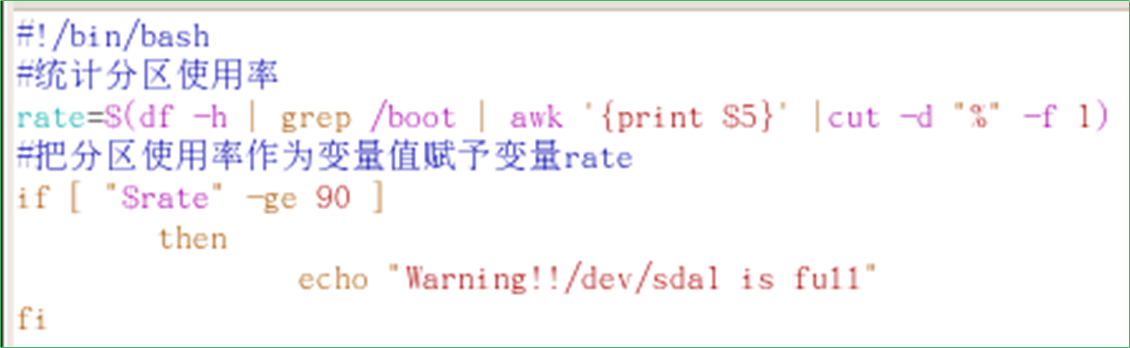 #!/bin/bash
#统计分区使用率
rate=$(df -h | grep /boot | awk '{print $5}' |cut -d "%" -f 1)
#把分区使用率作为变量值赋予变量rate
if [ "$rate" -ge 90 ]
then
echo "Warning!!/dev/sda1 is full"
fi